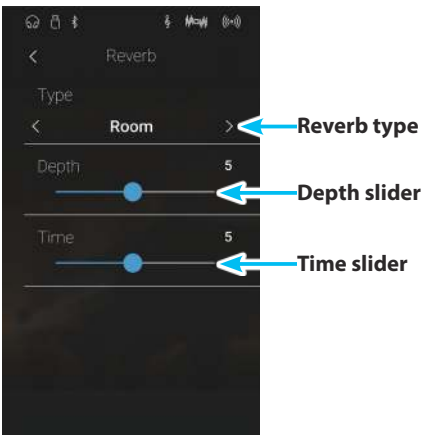 Reverb
Type
Room
Reverb type
Depth 5
Depth slider
Time 5
Time slider